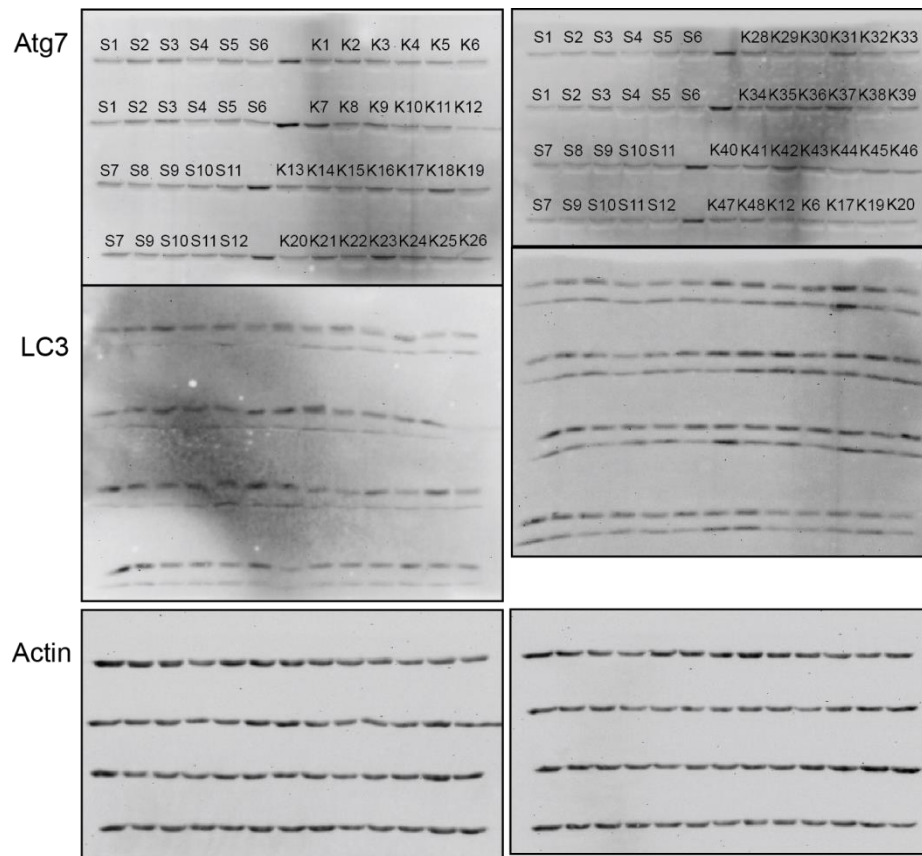 Atg7
S1 S2 S3 S4 S5 S6 K1 K2 K3 K4 K5 K6
S1 S2 S3 S4 S5 S6 K7 K8 K9 K10 K11 K12
S7 S8 S9 S10 S11 K13 K14 K15 K16 K17 K18 K19
S7 S9 S10 S11 S12 K20 K21 K22 K23 K24 K25 K26
S1 S2 S3 S4 S5 S6 K28 K29 K30 K31 K32 K33
S1 S2 S3 S4 S5 S6 K34 K35 K36 K37 K38 K39
S7 S8 S9 S10 S11 K40 K41 K42 K43 K44 K45 K46
S7 S9 S10 S11 S12 K47 K48 K12 K6 K17 K19 K20
LC3
Actin